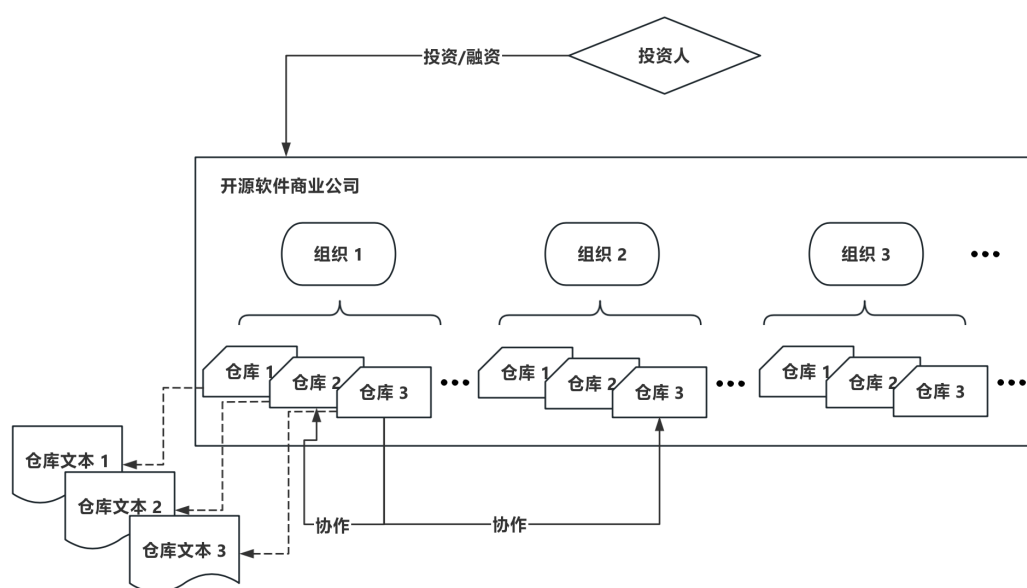 投资/融资
投资人
开源软件商业公司
组织 1
组织 2
组织 3
•••
仓库 1
仓库 2
仓库 3
•••
仓库 1
仓库 2
仓库 3
•••
仓库 1
仓库 2
仓库 3
•••
仓库文本 1
仓库文本 2
仓库文本 3
协作
协作